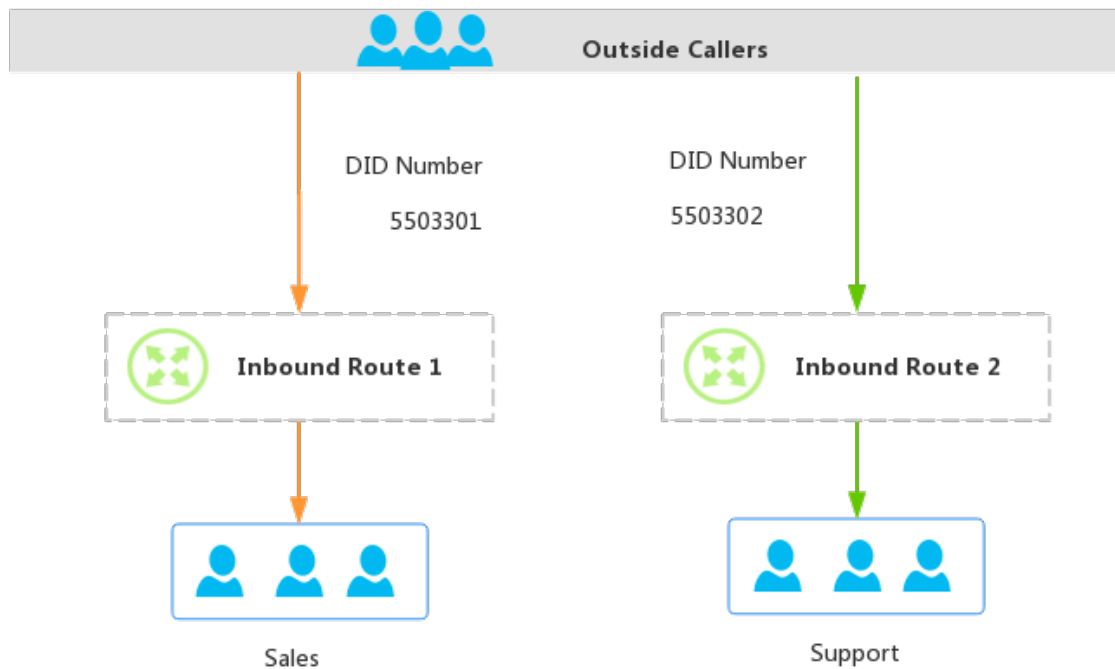 Outside Callers
DID Number
5503301
DID Number
5503302
Inbound Route 1
Inbound Route 2
Sales
Support